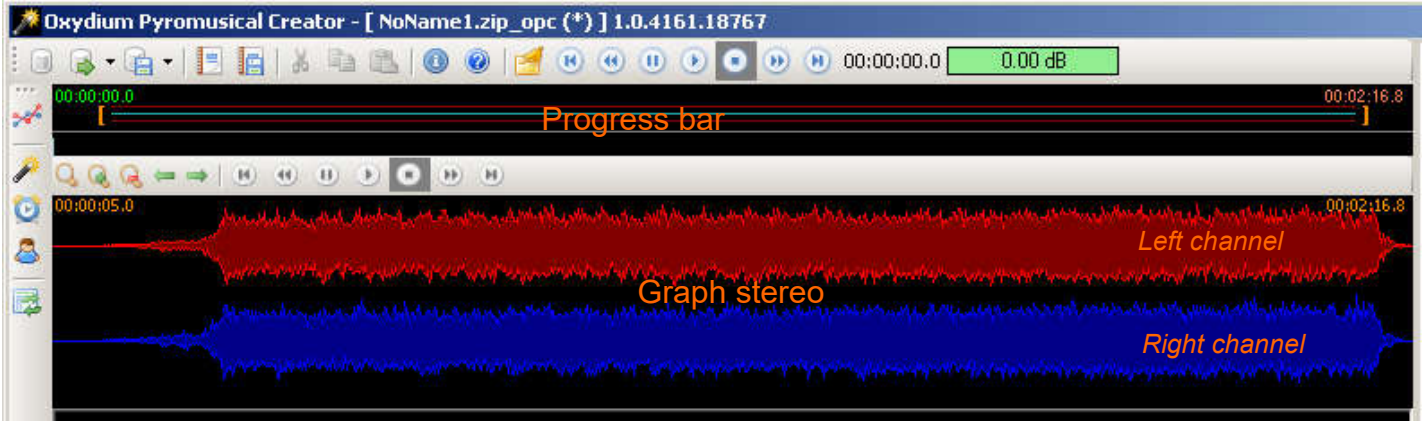 Oxydium Pyromusical Creator - [ NoName1.zip_opc (*) ] 1.0.4161.18767
00:00:00.0 0.00 dB
00:00:00.0 00:02:16.8
Progress bar
00:00:05.0 00:02:16.8
Left channel
Graph stereo
Right channel